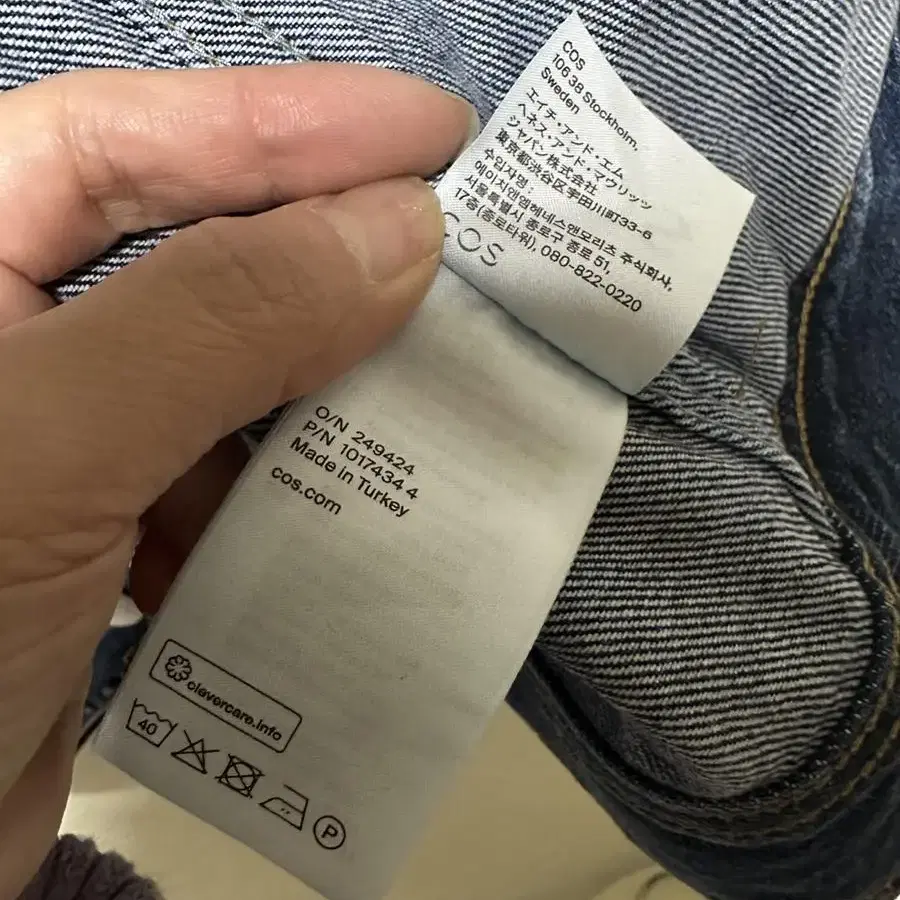 COS
106 38 Stockholm,
Sweden
エイチ・アンド・エム
ヘネス・アンド・マウリッツ
ジャパン株式会社
東京都渋谷区宇田川町33-6
수입자명 :
에이치앤엠헤네스앤모리츠 주식회사,
서울특별시 종로구 종로 51,
17층(종로타워), 080-822-0220
COS
O/N 249424
P/N 1017434 4
Made in Turkey
cos.com
clevercare.info
40
P